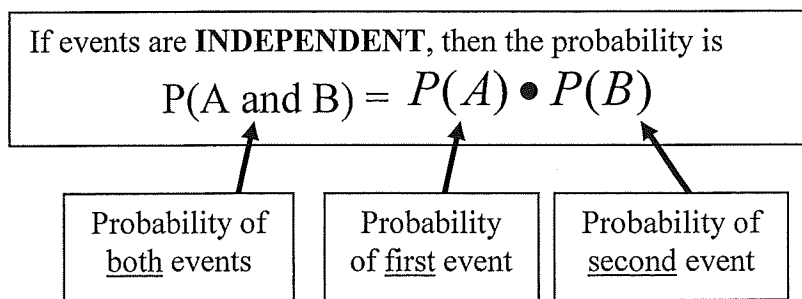 If events are INDEPENDENT, then the probability is
P(A and B) = P(A) • P(B)
Probability of
both events
Probability
of first event
Probability of
second event